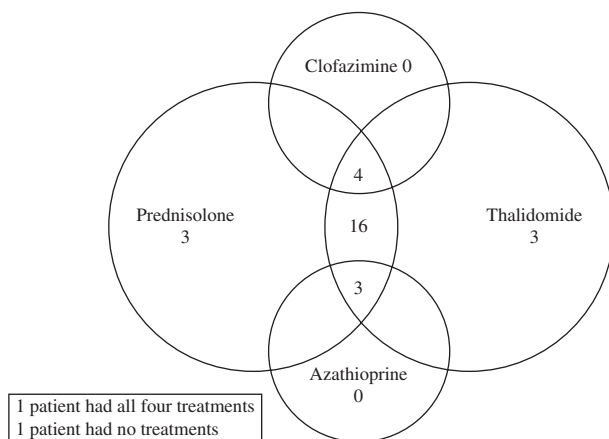 Clofazimine 0
4
Prednisolone
3
16
Thalidomide
3
3
Azathioprine
0
1 patient had all four treatments
1 patient had no treatments